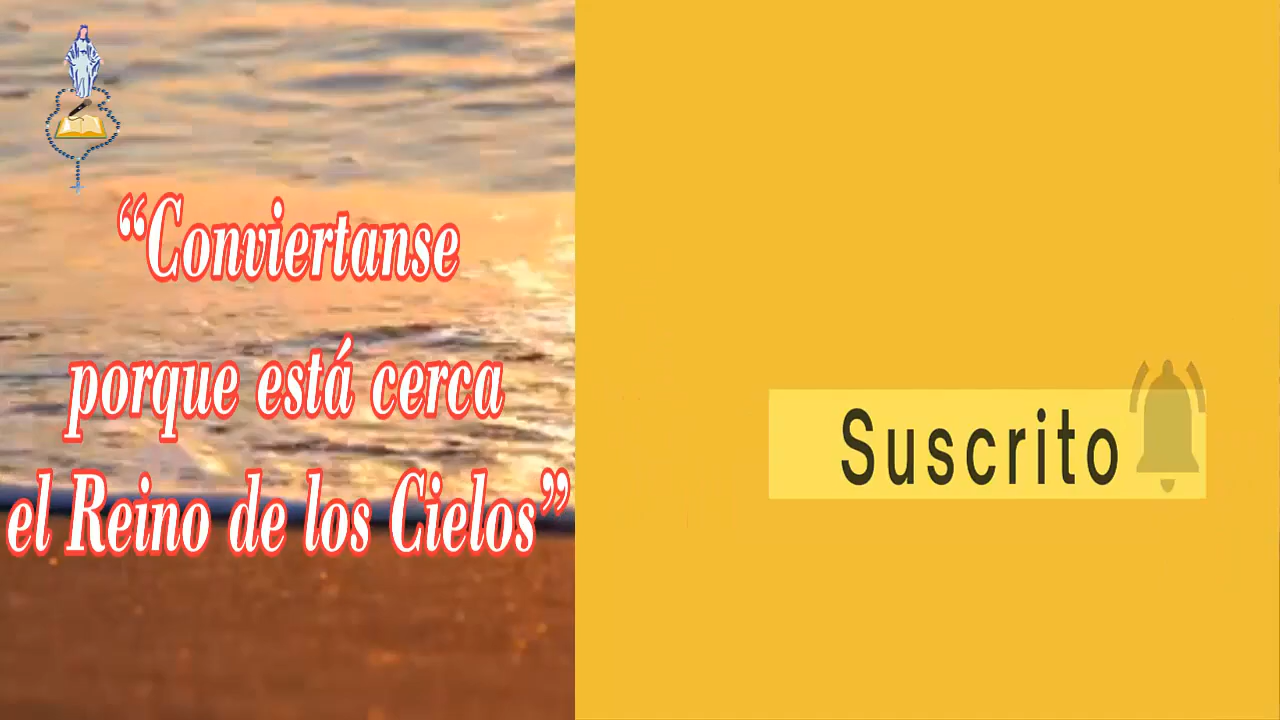 “Conviertanse
porque está cerca
el Reino de los Cielos”
Suscrito